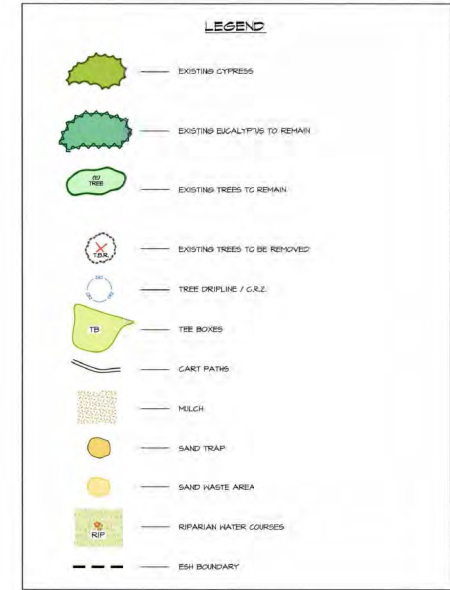 LEGEND
EXISTING CYPRESS
EXISTING EUCALYPTUS TO REMAIN
(E)
TREE
EXISTING TREES TO REMAIN
T.B.R.
EXISTING TREES TO BE REMOVED
TREE DRIPLINE / C.R.Z.
TB
TEE BOXES
CART PATHS
MULCH
SAND TRAP
SAND WASTE AREA
RIP
RIPARIAN WATER COURSES
ESH BOUNDARY